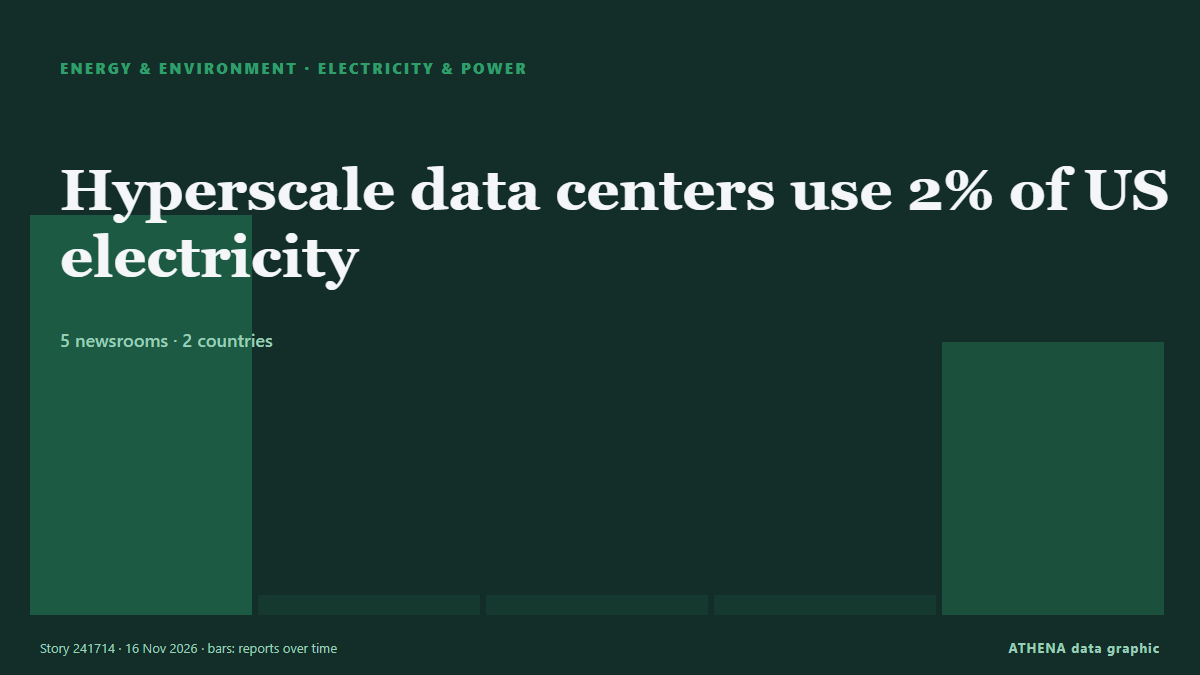 ENERGY & ENVIRONMENT · ELECTRICITY & POWER
Hyperscale data centers use 2% of US
electricity
5 newsrooms · 2 countries
Story 241714 · 16 Nov 2026 · bars: reports over time
ATHENA data graphic